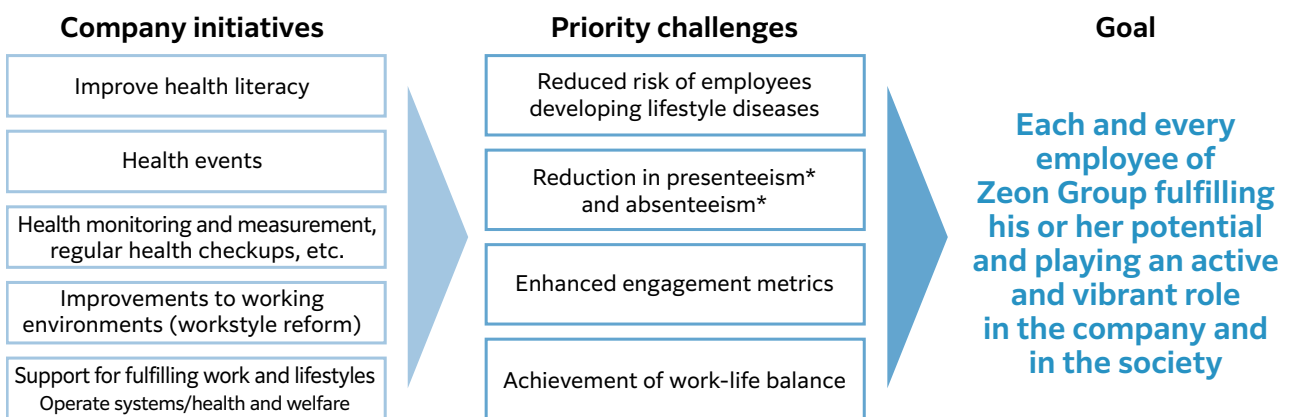 Company initiatives
Improve health literacy
Health events
Health monitoring and measurement,
regular health checkups, etc.
Improvements to working
environments (workstyle reform)
Support for fulfilling work and lifestyles
Operate systems/health and welfare
Priority challenges
Reduced risk of employees
developing lifestyle diseases
Reduction in presenteeism*
and absenteeism*
Enhanced engagement metrics
Achievement of work-life balance
Goal
Each and every
employee of
Zeon Group fulfilling
his or her potential
and playing an active
and vibrant role
in the company and
in the society